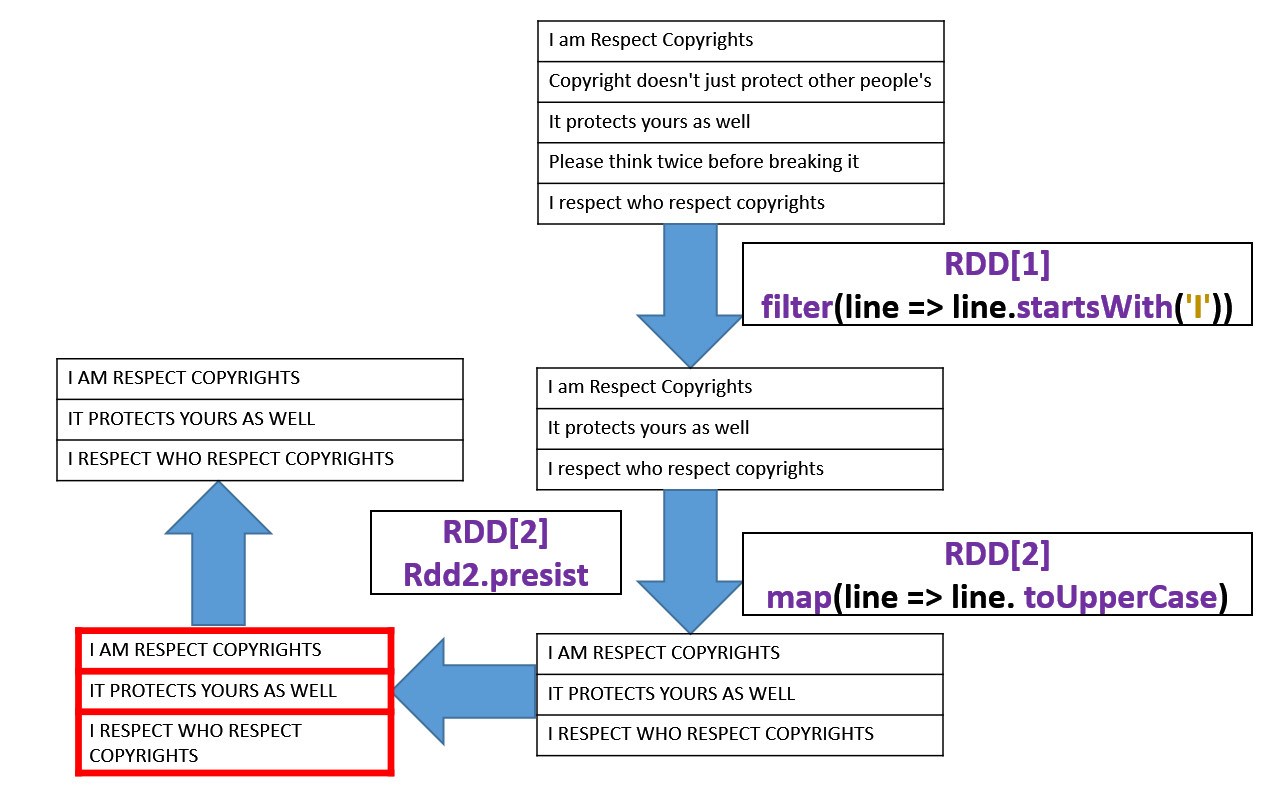 I am Respect Copyrights
Copyright doesn't just protect other people's
It protects yours as well
Please think twice before breaking it
I respect who respect copyrights
RDD[1]
filter(line => line.startsWith('I'))
I am Respect Copyrights
It protects yours as well
I respect who respect copyrights
RDD[2]
map(line => line. toUpperCase)
I AM RESPECT COPYRIGHTS
IT PROTECTS YOURS AS WELL
I RESPECT WHO RESPECT COPYRIGHTS
RDD[2]
Rdd2.presist
I AM RESPECT COPYRIGHTS
IT PROTECTS YOURS AS WELL
I RESPECT WHO RESPECT
COPYRIGHTS
I AM RESPECT COPYRIGHTS
IT PROTECTS YOURS AS WELL
I RESPECT WHO RESPECT COPYRIGHTS